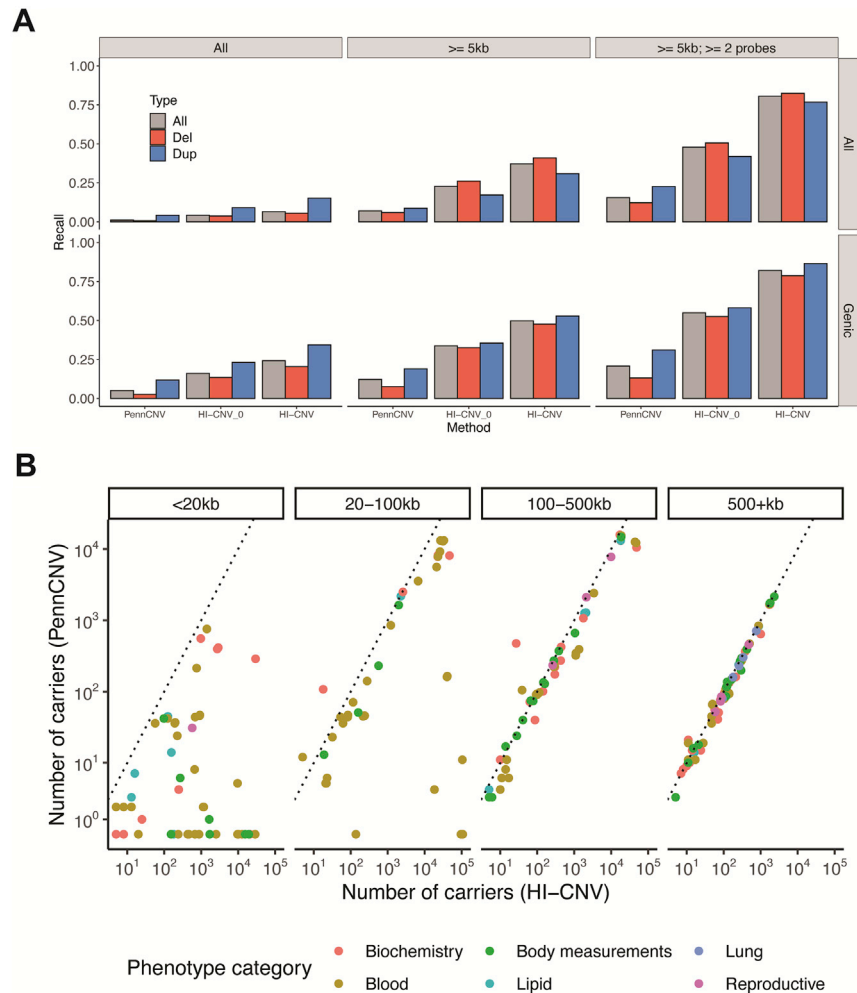 A
All
>= 5kb
>= 5kb; >= 2 probes
Type
All
Del
Dup
1.00
0.75
0.50
0.25
0.00
All
Recall
1.00
0.75
0.50
0.25
0.00
Genic
PennCNV HI-CNV_0 HI-CNV
PennCNV HI-CNV_0 HI-CNV
PennCNV HI-CNV_0 HI-CNV
Method
B
<20kb
20−100kb
100−500kb
500+kb
Number of carriers (PennCNV)
10⁴
10³
10²
10¹
10⁰
10¹ 10² 10³ 10⁴ 10⁵
10¹ 10² 10³ 10⁴ 10⁵
10¹ 10² 10³ 10⁴ 10⁵
10¹ 10² 10³ 10⁴ 10⁵
Number of carriers (HI−CNV)
Phenotype category
Biochemistry
Body measurements
Lung
Blood
Lipid
Reproductive